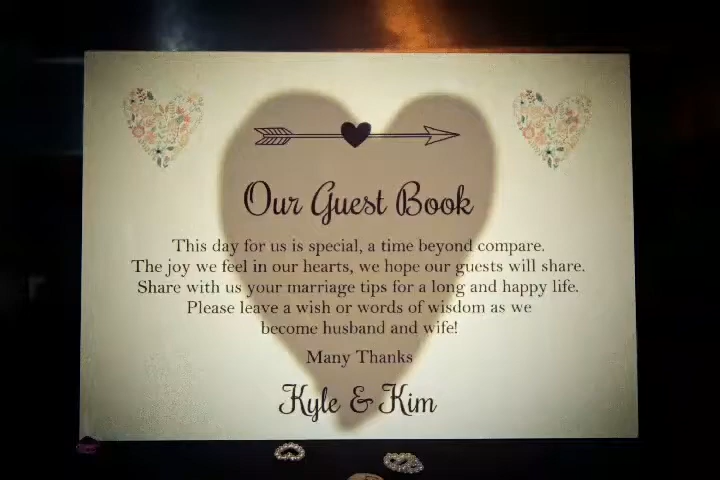 Our Guest Book
This day for us is special, a time beyond compare.
The joy we feel in our hearts, we hope our guests will share.
Share with us your marriage tips for a long and happy life.
Please leave a wish or words of wisdom as we
become husband and wife!
Many Thanks
Kyle & Kim